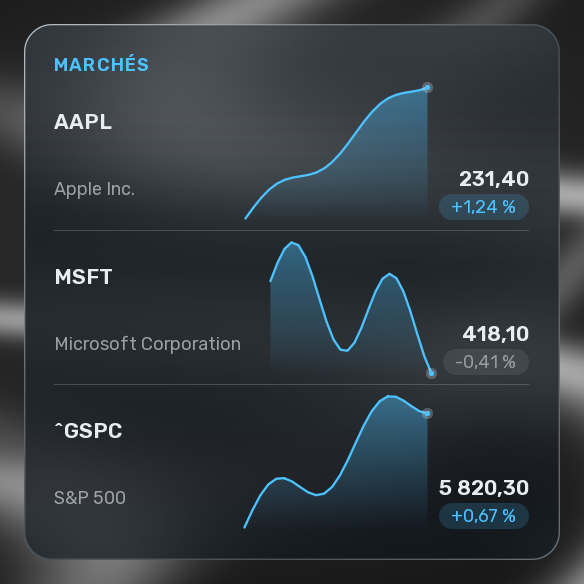 MARCHÉS
AAPL
Apple Inc.
231,40
+1,24 %
MSFT
Microsoft Corporation
418,10
-0,41 %
^GSPC
S&P 500
5 820,30
+0,67 %